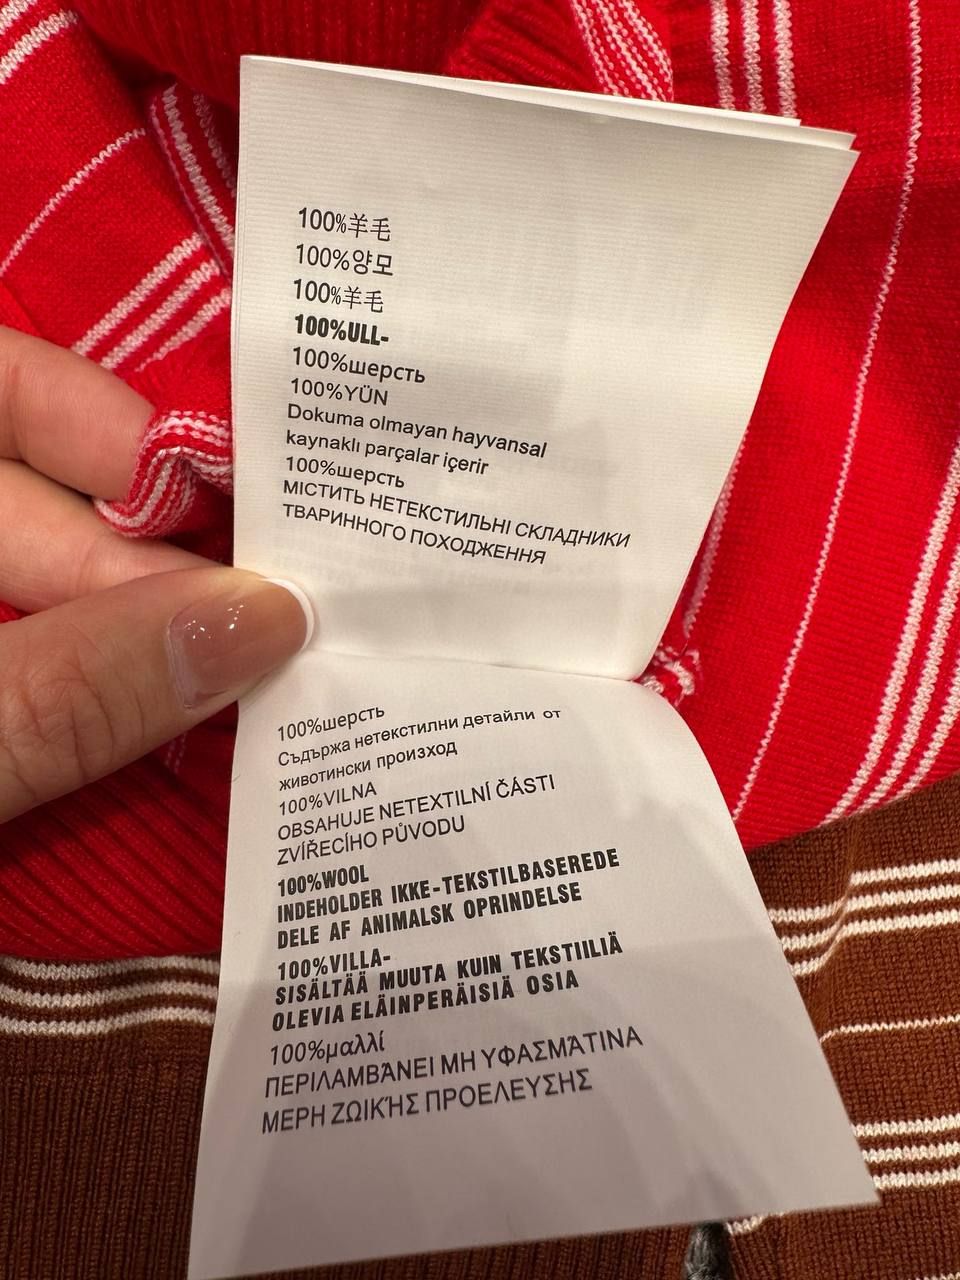 100%羊毛
100%양모
100%羊毛
100%ULL-
100%шерсть
100%YÜN
Dokuma olmayan hayvansal
kaynaklı parçalar içerir
100%шерсть
МІСТИТЬ НЕТЕКСТИЛЬНІ СКЛАДНИКИ
ТВАРИННОГО ПОХОДЖЕННЯ
100%шерсть
Съдържа нетекстилни детайли от
животински произход
100%VILNA
OBSAHUJE NETEXTILNÍ ČÁSTI
ZVÍŘECÍHO PŮVODU
100%WOOL
INDEHOLDER IKKE-TEKSTILBASEREDE
DELE AF ANIMALSK OPRINDELSE
100%VILLA-
SISÄLTÄÄ MUUTA KUIN TEKSTIILIÄ
OLEVIA ELÄINPERÄISIÄ OSIA
100%μαλλί
ΠΕΡΙΛΑΜΒΆΝΕΙ ΜΗ ΥΦΑΣΜΆΤΙΝΑ
ΜΕΡΗ ΖΩΙΚΉΣ ΠΡΟΕΛΕΥΣΗΣ